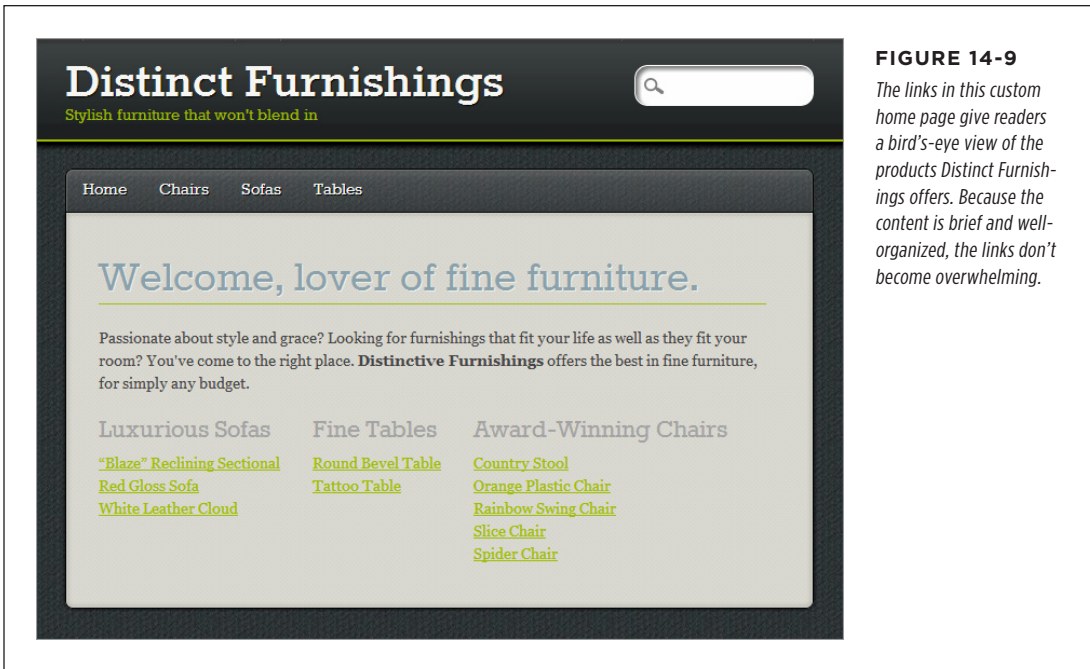 Distinct Furnishings
Stylish furniture that won't blend in
Home Chairs Sofas Tables
Welcome, lover of fine furniture.
Passionate about style and grace? Looking for furnishings that fit your life as well as they fit your
room? You've come to the right place. Distinctive Furnishings offers the best in fine furniture,
for simply any budget.
Luxurious Sofas
“Blaze” Reclining Sectional
Red Gloss Sofa
White Leather Cloud
Fine Tables
Round Bevel Table
Tattoo Table
Award-Winning Chairs
Country Stool
Orange Plastic Chair
Rainbow Swing Chair
Slice Chair
Spider Chair
FIGURE 14-9
The links in this custom
home page give readers
a bird’s-eye view of the
products Distinct Furnish-
ings offers. Because the
content is brief and well-
organized, the links don’t
become overwhelming.